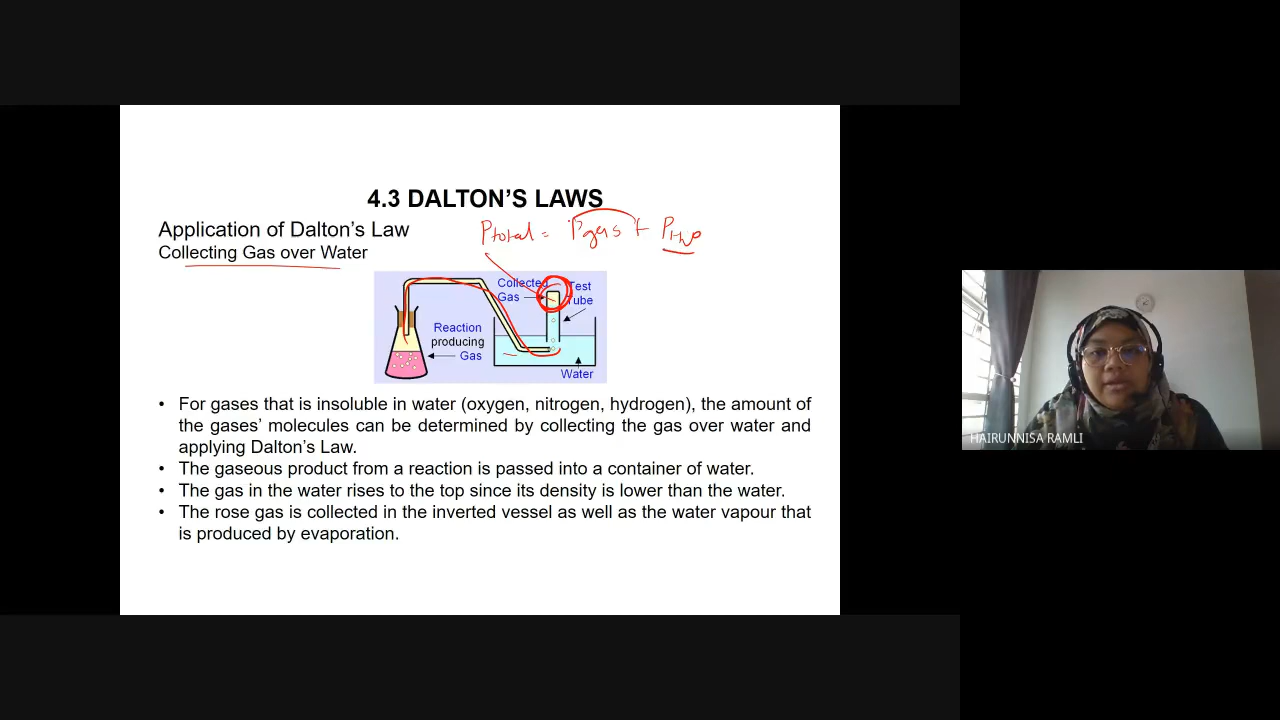 4.3 DALTON'S LAWS
Application of Dalton's Law
Ptotal = Pgas + PH2O
Collecting Gas over Water
Collected
Gas
Test
Tube
Reaction
producing
Gas
Water
• For gases that is insoluble in water (oxygen, nitrogen, hydrogen), the amount of
the gases' molecules can be determined by collecting the gas over water and
applying Dalton's Law.
• The gaseous product from a reaction is passed into a container of water.
• The gas in the water rises to the top since its density is lower than the water.
• The rose gas is collected in the inverted vessel as well as the water vapour that
is produced by evaporation.
HAIRUNNISA RAMLI